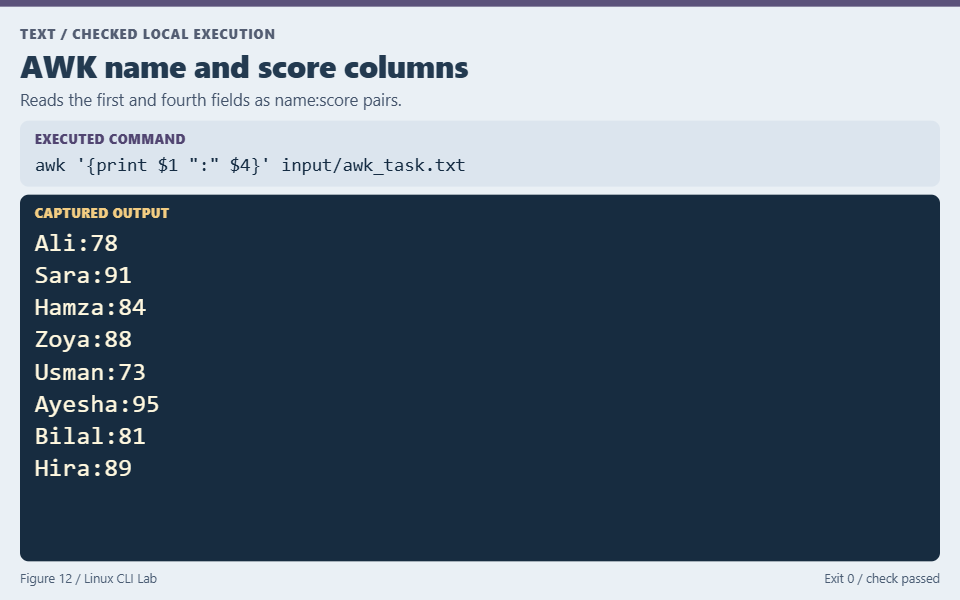 TEXT / CHECKED LOCAL EXECUTION
AWK name and score columns
Reads the first and fourth fields as name:score pairs.
EXECUTED COMMAND
awk '{print $1 ":" $4}' input/awk_task.txt
CAPTURED OUTPUT
Ali:78
Sara:91
Hamza:84
Zoya:88
Usman:73
Ayesha:95
Bilal:81
Hira:89
Figure 12 / Linux CLI Lab
Exit 0 / check passed